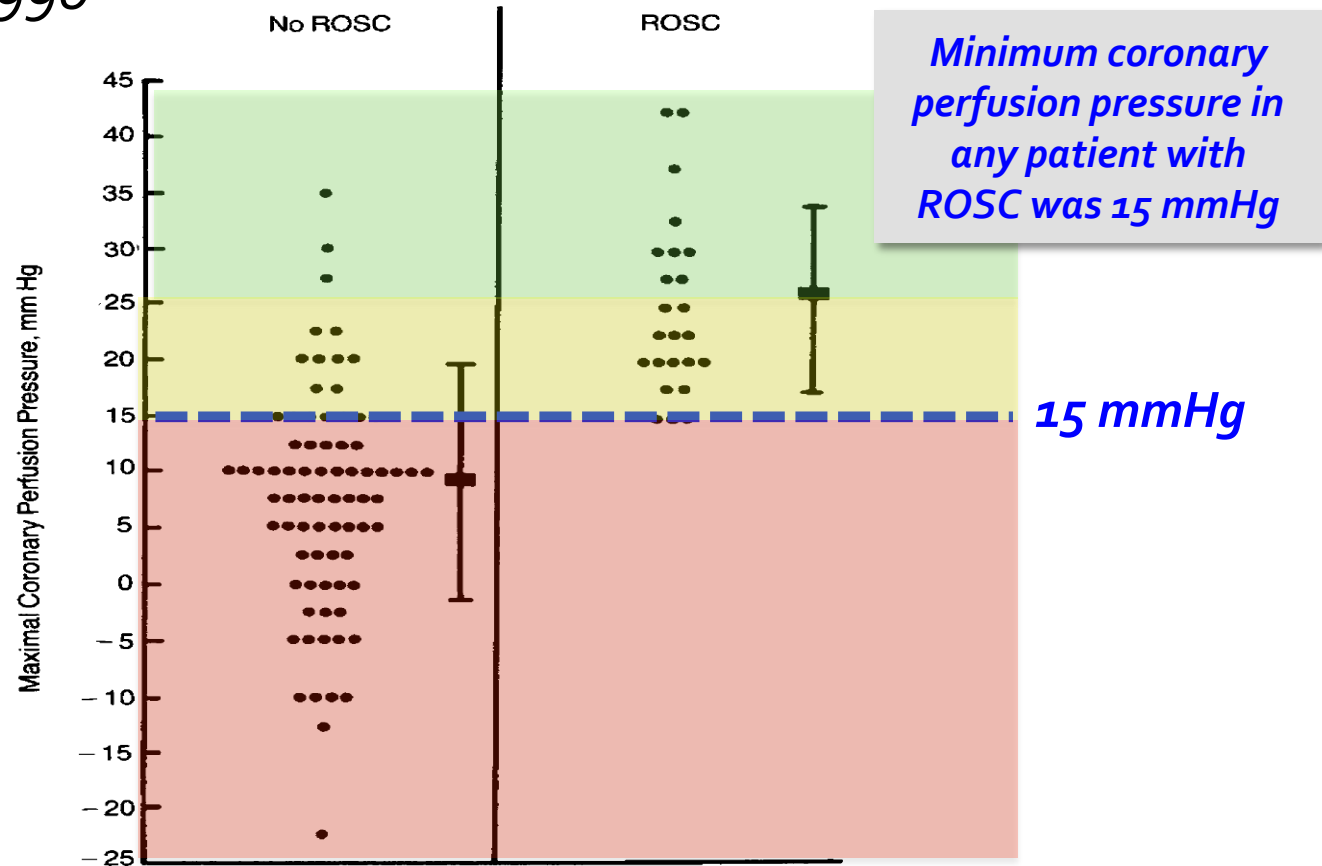 No ROSC
ROSC
Minimum coronary
perfusion pressure in
any patient with
ROSC was 15 mmHg
Maximal Coronary Perfusion Pressure, mm Hg
45
40
35
30
25
20
15
10
5
0
– 5
– 10
– 15
– 20
– 25
15 mmHg